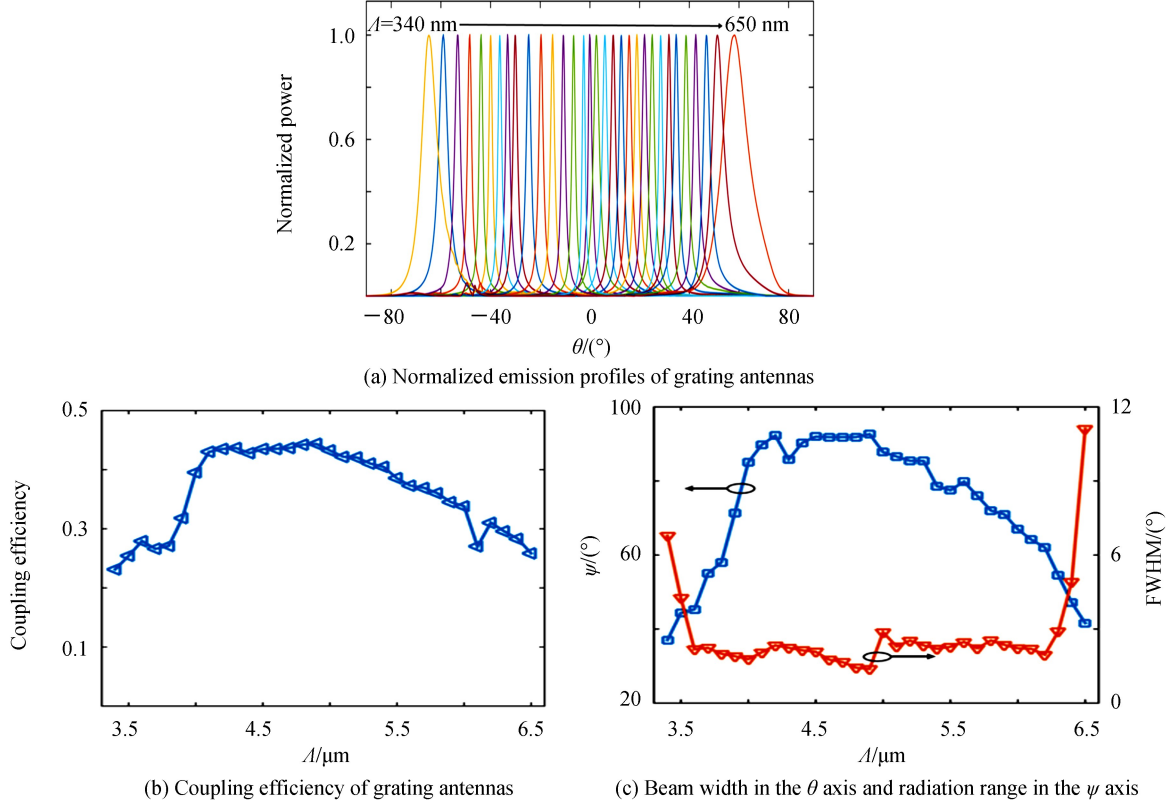 Λ=340 nm 650 nm
1.0
0.6
0.2
Normalized power
−80 −40 0 40 80
θ/(°)
(a) Normalized emission profiles of grating antennas
0.5
0.3
0.1
Coupling efficiency
3.5 4.5 5.5 6.5
Λ/μm
(b) Coupling efficiency of grating antennas
100
60
20
ψ/(°)
12
6
0
FWHM/(°)
3.5 4.5 5.5 6.5
Λ/μm
(c) Beam width in the θ axis and radiation range in the ψ axis